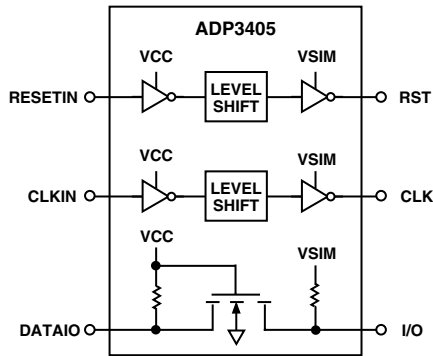 ADP3405
VCC
VSIM
RESETIN
LEVEL
SHIFT
RST
VCC
VSIM
CLKIN
LEVEL
SHIFT
CLK
VCC
VSIM
DATAIO
I/O